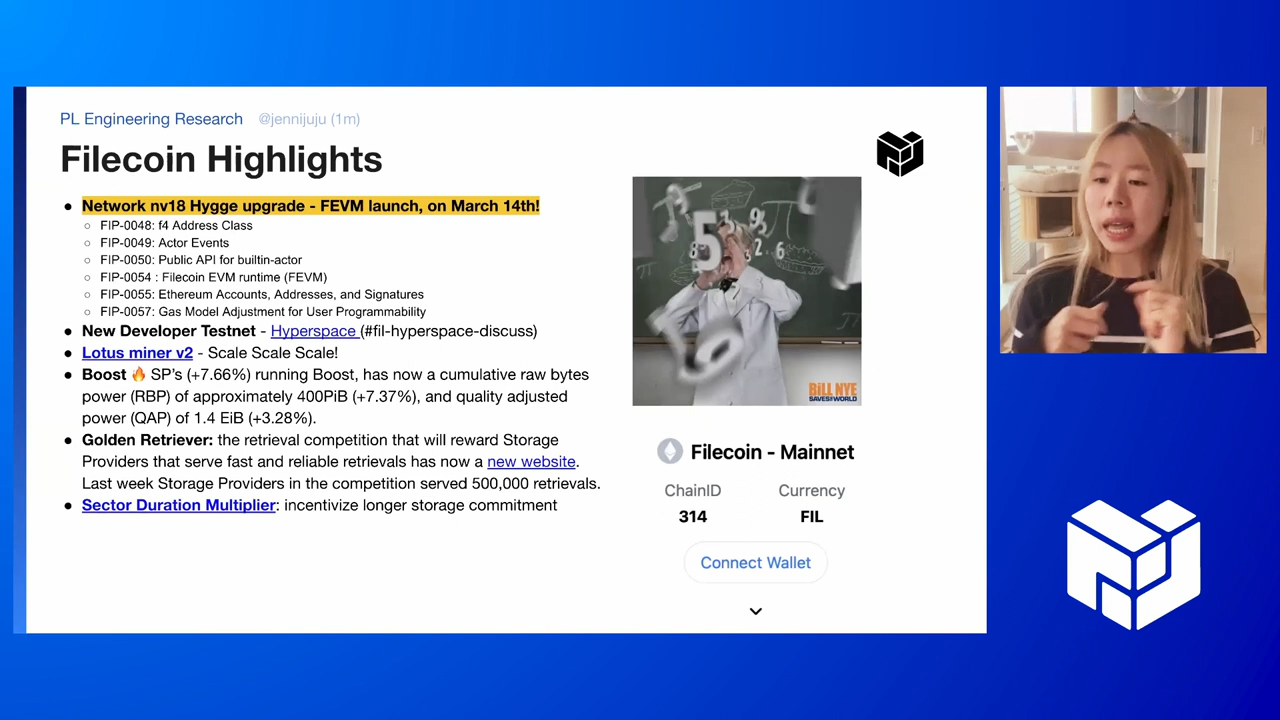 PL Engineering Research @jennijuju (1m)
Filecoin Highlights
● Network nv18 Hygge upgrade - FEVM launch, on March 14th!
○ FIP-0048: f4 Address Class
○ FIP-0049: Actor Events
○ FIP-0050: Public API for builtin-actor
○ FIP-0054 : Filecoin EVM runtime (FEVM)
○ FIP-0055: Ethereum Accounts, Addresses, and Signatures
○ FIP-0057: Gas Model Adjustment for User Programmability
● New Developer Testnet - Hyperspace (#fil-hyperspace-discuss)
● Lotus miner v2 - Scale Scale Scale!
● Boost 🔥 SP's (+7.66%) running Boost, has now a cumulative raw bytes
power (RBP) of approximately 400PiB (+7.37%), and quality adjusted
power (QAP) of 1.4 EiB (+3.28%).
● Golden Retriever: the retrieval competition that will reward Storage
Providers that serve fast and reliable retrievals has now a new website.
Last week Storage Providers in the competition served 500,000 retrievals.
● Sector Duration Multiplier: incentivize longer storage commitment
BILL NYE
SAVES THE WORLD
Filecoin - Mainnet
ChainID Currency
314 FIL
Connect Wallet